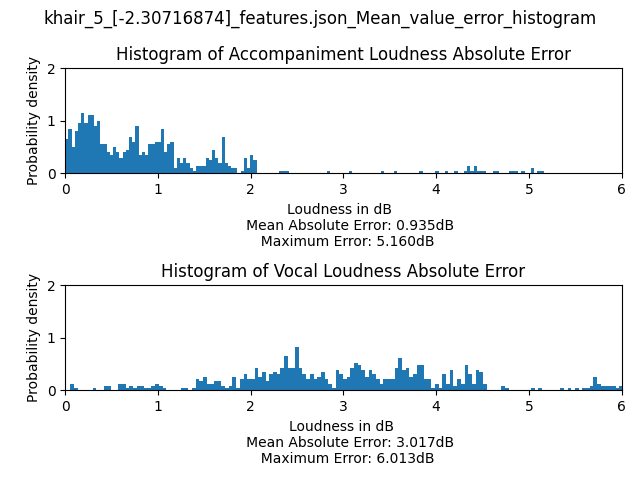 khair_5_[-2.30716874]_features.json_Mean_value_error_histogram
Histogram of Accompaniment Loudness Absolute Error
Probability density
2
1
0
0 1 2 3 4 5 6
Loudness in dB
Mean Absolute Error: 0.935dB
Maximum Error: 5.160dB
Histogram of Vocal Loudness Absolute Error
Probability density
2
1
0
0 1 2 3 4 5 6
Loudness in dB
Mean Absolute Error: 3.017dB
Maximum Error: 6.013dB